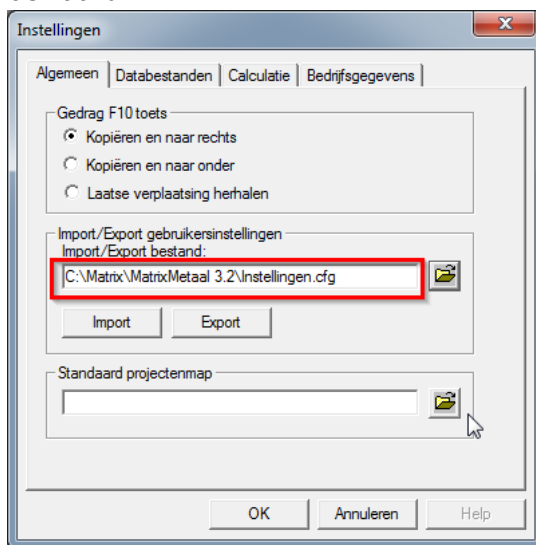 Instellingen
Algemeen Databestanden Calculatie Bedrijfsgegevens
Gedrag F10 toets
Kopiëren en naar rechts
Kopiëren en naar onder
Laatse verplaatsing herhalen
Import/Export gebruikersinstellingen
Import/Export bestand:
C:\Matrix\MatrixMetaal 3.2\Instellingen.cfg
Import Export
Standaard projectenmap
OK Annuleren Help